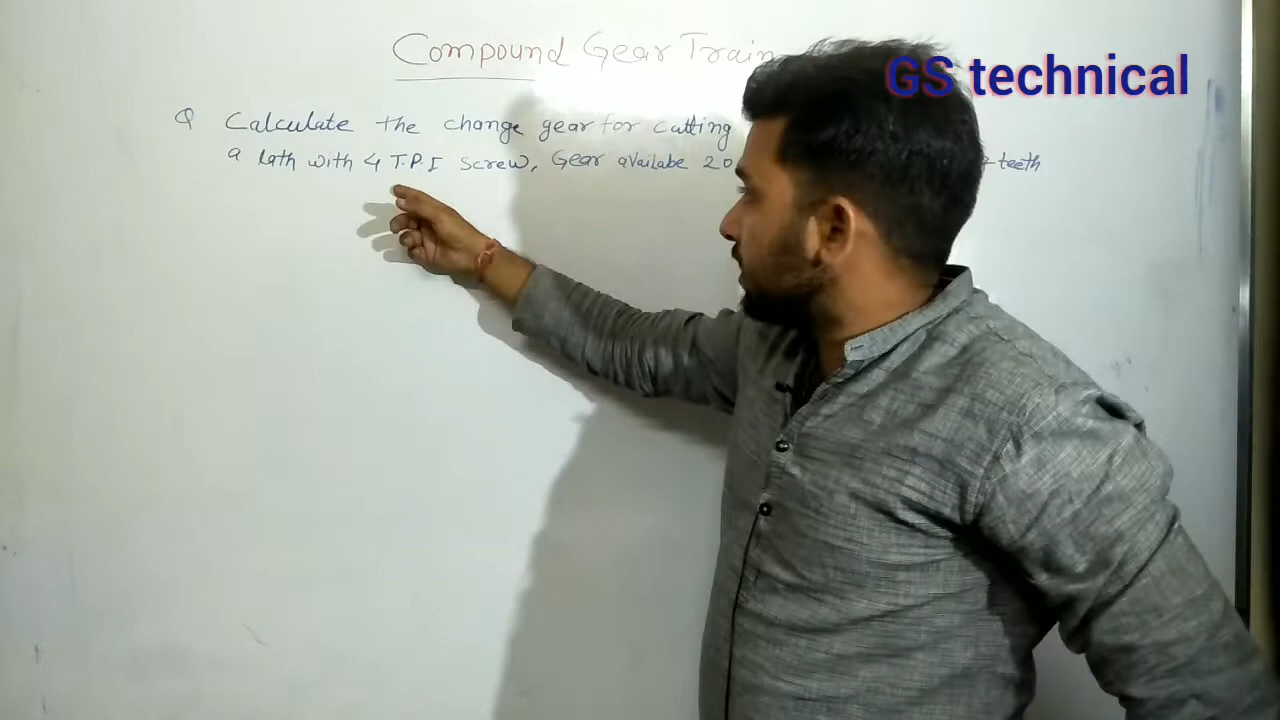 Compound Gear Train
GS technical
Q Calculate the change gear for cutting
a lath with 4 T.P.I screw, Gear availabe 20
teeth